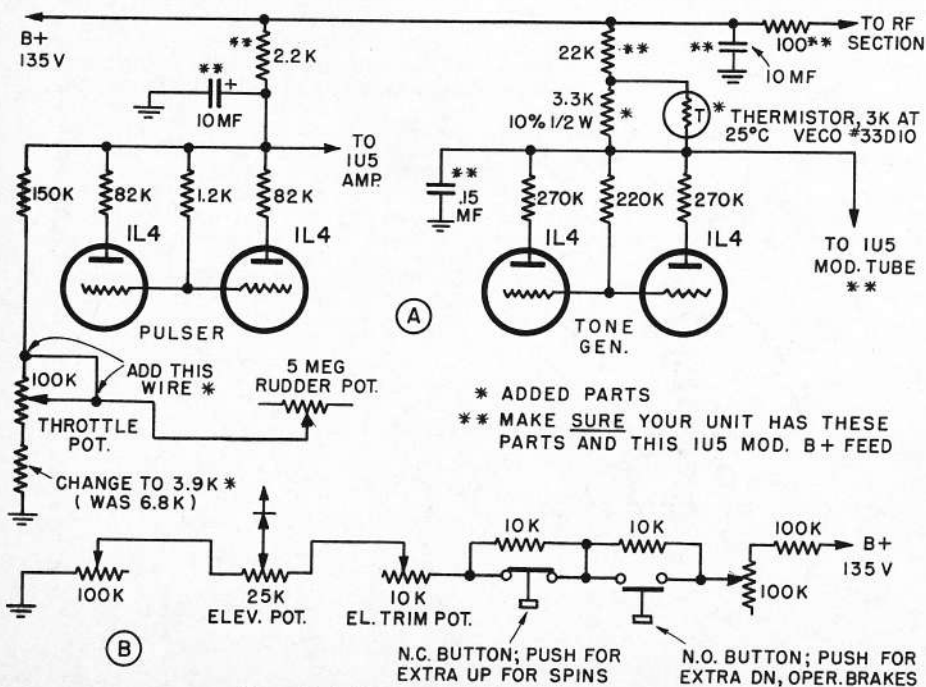 B+
135 V
**
2.2K
**
+
10 MF
TO
1U5
AMP.
150K
82K
1.2K
82K
1L4
1L4
PULSER
A
22K
**
**
10 MF
100**
TO RF
SECTION
3.3K
10% 1/2 W
*
T
*
THERMISTOR, 3K AT
25°C VECO #33D10
**
.15
MF
270K
220K
270K
1L4
1L4
TONE
GEN.
TO 1U5
MOD. TUBE
**
ADD THIS
WIRE *
100K
THROTTLE
POT.
5 MEG
RUDDER POT.
CHANGE TO 3.9K *
( WAS 6.8K)
* ADDED PARTS
** MAKE SURE YOUR UNIT HAS THESE
PARTS AND THIS 1U5 MOD. B+ FEED
100K
25K
ELEV. POT.
10K
EL. TRIM POT.
10K
10K
100K
100K
B+
135 V
B
N.C. BUTTON; PUSH FOR
EXTRA UP FOR SPINS
N.O. BUTTON; PUSH FOR
EXTRA DN, OPER. BRAKES